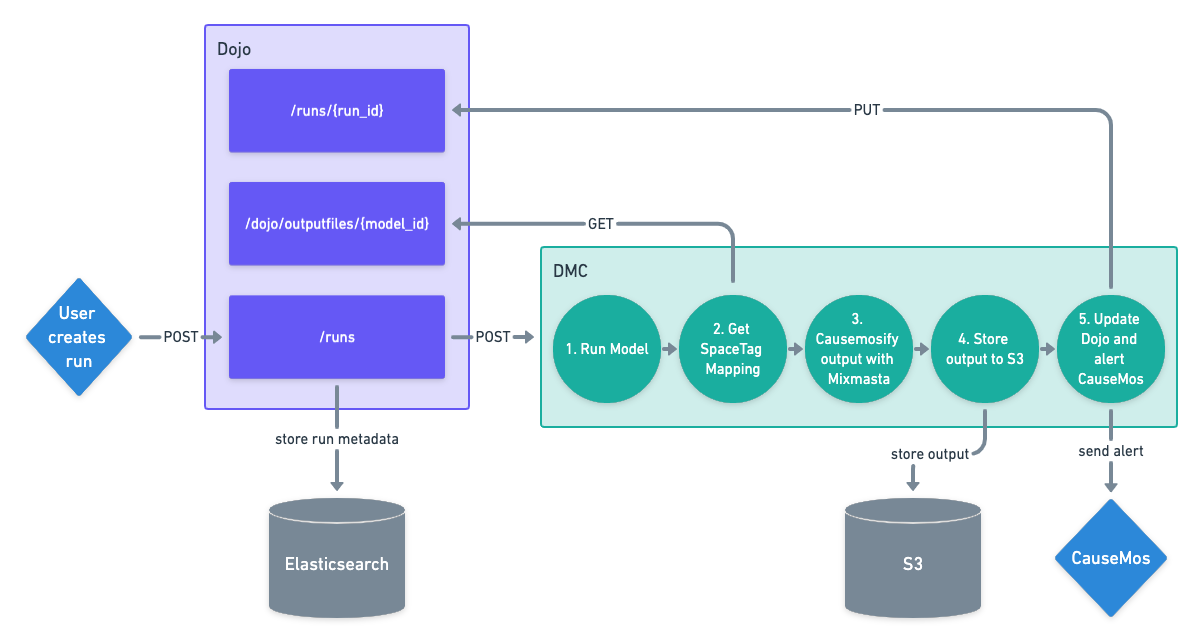 Dojo
/runs/{run_id}
PUT
/dojo/outputfiles/{model_id}
GET
User
creates
run
POST
/runs
POST
DMC
1. Run Model
2. Get
SpaceTag
Mapping
3.
Causemosify
output with
Mixmasta
4. Store
output to S3
5. Update
Dojo and
alert
CauseMos
store run metadata
store output
send alert
Elasticsearch
S3
CauseMos